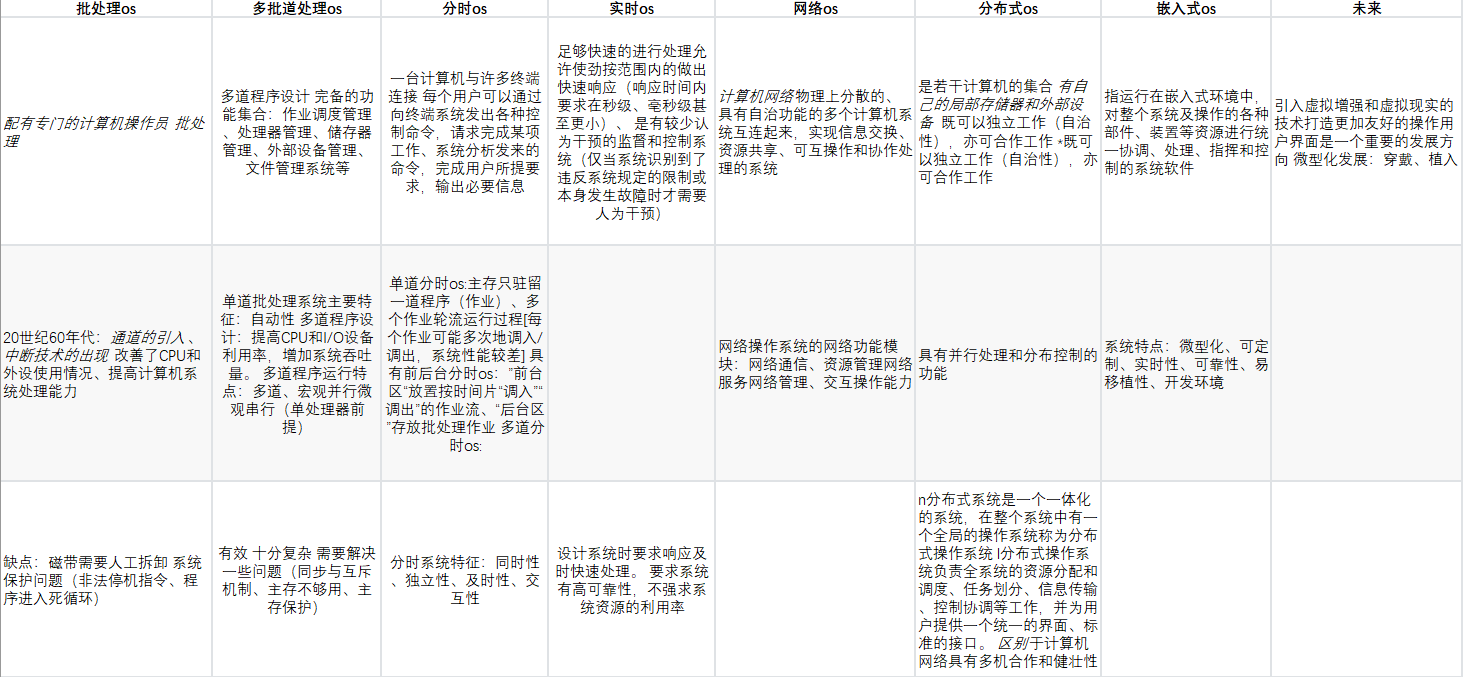 批处理os
多批道处理os
分时os
实时os
网络os
分布式os
嵌入式os
未来
配有专门的计算机操作员 批处
理
多道程序设计 完备的功
能集合：作业调度管理
、处理器管理、储存器
管理、外部设备管理、
文件管理系统等
一台计算机与许多终端
连接 每个用户可以通过
向终端系统发出各种控
制命令，请求完成某项
工作、系统分析发来的
命令，完成用户所提要
求，输出必要信息
足够快速的进行处理允
许使劲按范围内的做出
快速响应（响应时间内
要求在秒级、毫秒级甚
至更小）、 是有较少认
为干预的监督和控制
系统（仅当系统识别到了
违反系统规定的限制或
本身发生故障时才需要
人为干预）
计算机网络物理上分散的、
具有自治功能的多个计算机系
统互连起来，实现信息交换、
资源共享、可互操作和协作处
理的系统
是若干计算机的集合 有自
己的局部存储器和外部设
备 既可以独立工作（自治
性），亦可合作工作 *既可
以独立工作（自治性），亦
可合作工作
指运行在嵌入式环境中，
对整个系统及操作的各种
部件、装置等资源进行统
一协调、处理、指挥和控
制的系统软件
引入虚拟增强和虚拟现实的
技术打造更加友好的操作用
户界面是一个重要的发展方
向 微型化发展：穿戴、植入
20世纪60年代：通道的引入、
中断技术的出现 改善了CPU和
外设使用情况、提高计算机系
统处理能力
单道批处理系统主要特
征：自动性 多道程序设
计：提高CPU和I/O设备
利用率，增加系统吞吐
量。 多道程序运行特
点：多道、宏观并行微
观串行（单处理器前
提）
单道分时os:主存只驻留
一道程序（作业）、多
个作业轮流运行过程[每
个作业可能多次地调入/
调出，系统性能较差] 具
有前后台分时os：”前台
区“放置按时间片“调入”“
调出”的作业流、“后台区
”存放批处理作业 多道分
时os:
网络操作系统的网络功能模
块：网络通信、资源管理网络
服务网络管理、交互操作能力
具有并行处理和分布控制的
功能
系统特点：微型化、可定
制、实时性、可靠性、易
移植性、开发环境
缺点：磁带需要人工拆卸 系统
保护问题（非法停机指令、程
序进入死循环）
有效 十分复杂 需要解决
一些问题（同步与互斥
机制、主存不够用、主
存保护）
分时系统特征：同时性
、独立性、及时性、交
互性
设计系统时要求响应及
时快速处理。 要求系统
有高可靠性，不强求系
统资源的利用率
n分布式系统是一个一体化
的系统，在整个系统中有一
个全局的操作系统称为分布
式操作系统 l分布式操作系
统负责全系统的资源分配和
调度、任务划分、信息传输
、控制协调等工作，并为用
户提供一个统一的界面、标
准的接口。 区别于计算机
网络具有多机合作和健壮性